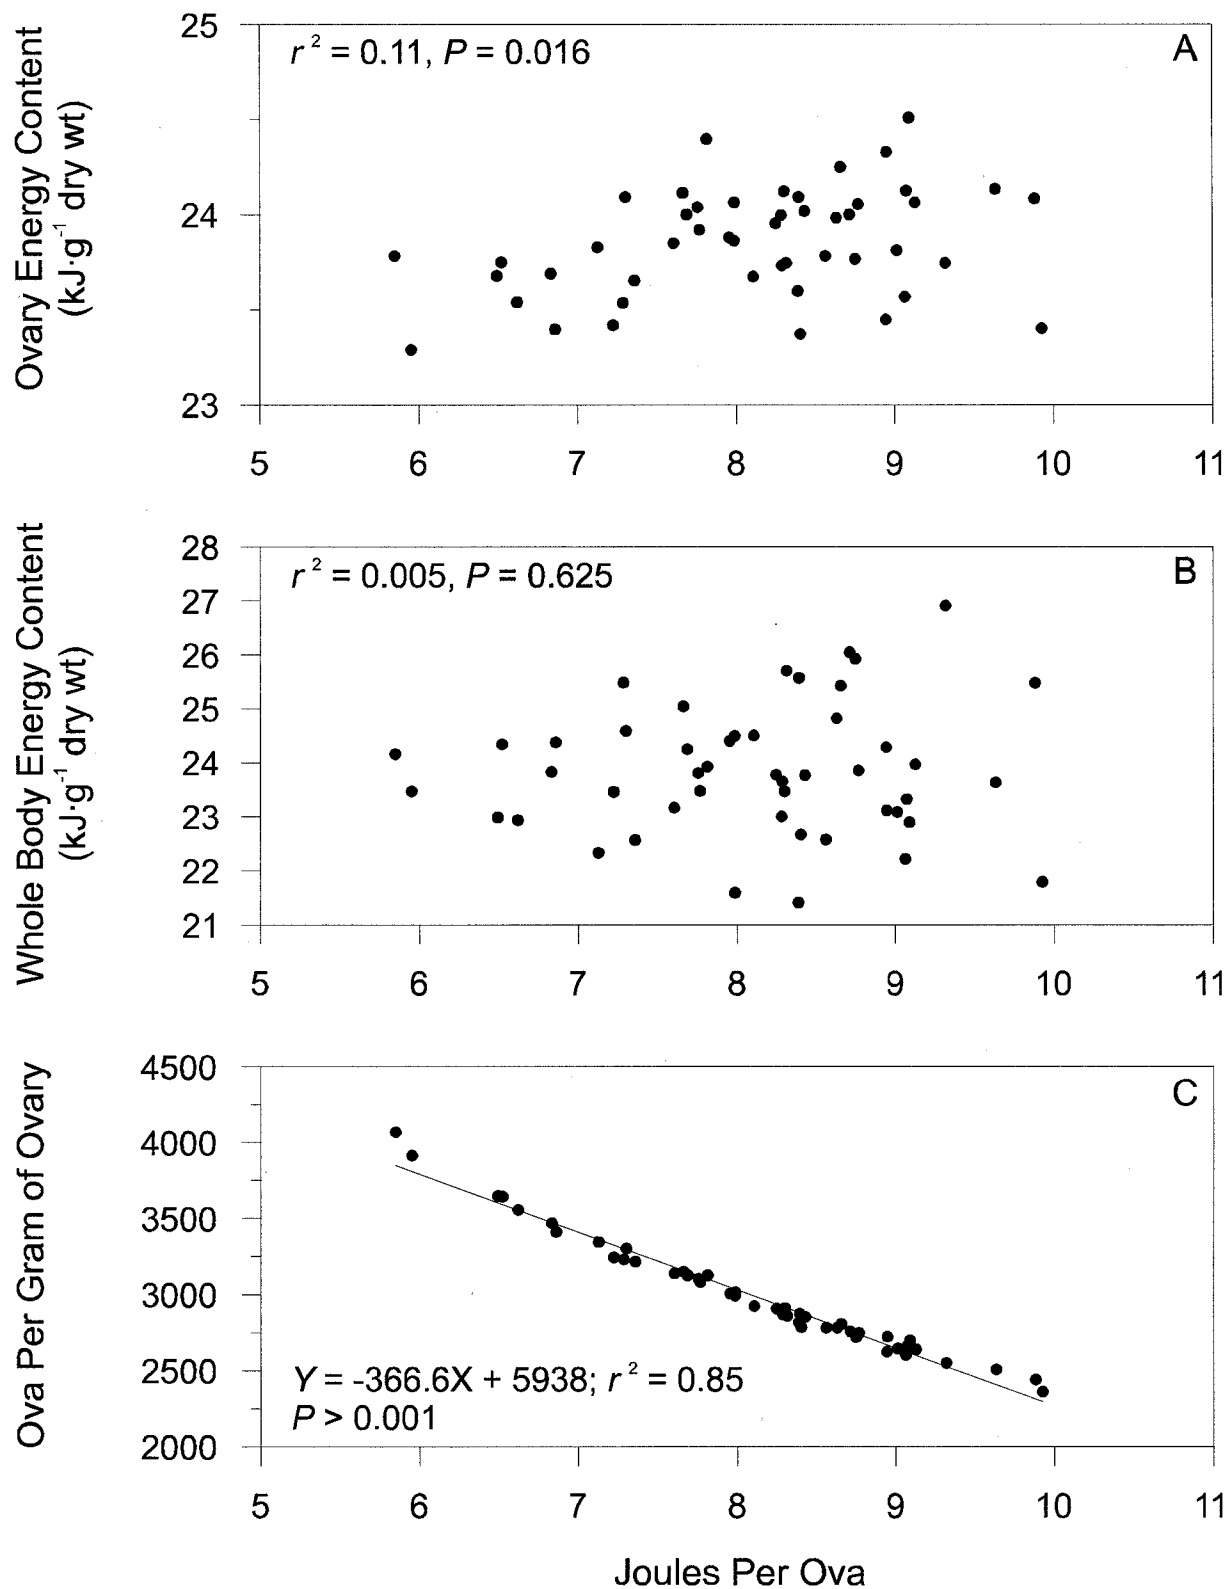 Ovary Energy Content
(kJ·g⁻¹ dry wt)
25
24
23
r² = 0.11, P = 0.016
A
5 6 7 8 9 10 11
Whole Body Energy Content
(kJ·g⁻¹ dry wt)
28
27
26
25
24
23
22
21
r² = 0.005, P = 0.625
B
5 6 7 8 9 10 11
Ova Per Gram of Ovary
4500
4000
3500
3000
2500
2000
C
Y = -366.6X + 5938; r² = 0.85
P > 0.001
5 6 7 8 9 10 11
Joules Per Ova